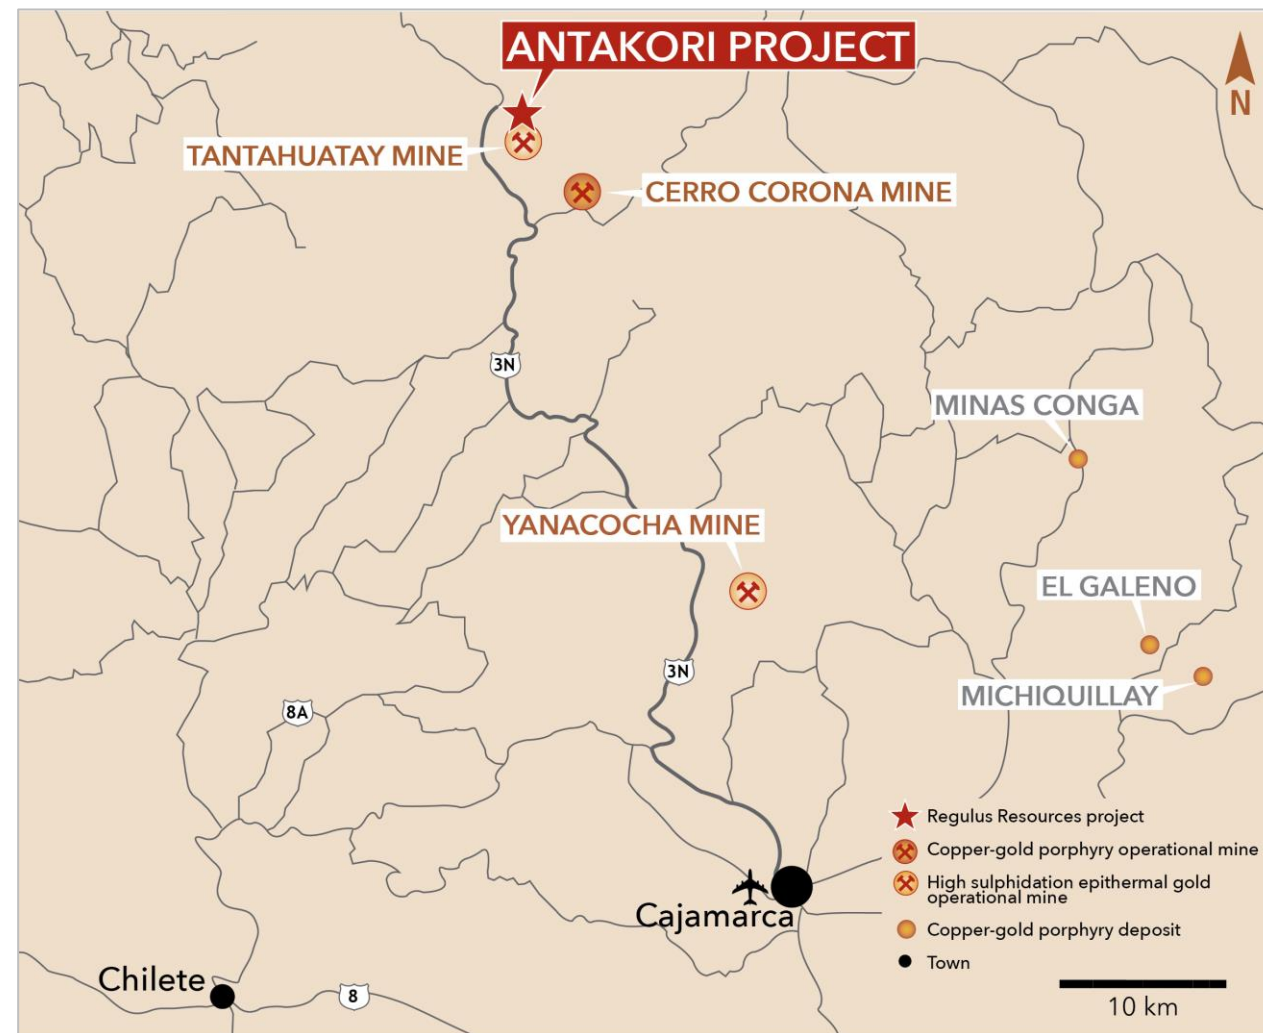 ANTAKORI PROJECT
N
TANTAHUATAY MINE
CERRO CORONA MINE
3N
MINAS CONGA
YANACOCHA MINE
EL GALENO
3N
MICHIQUILLAY
8A
Regulus Resources project
Copper-gold porphyry operational mine
High sulphidation epithermal gold
operational mine
Copper-gold porphyry deposit
Town
Cajamarca
Chilete
8
10 km